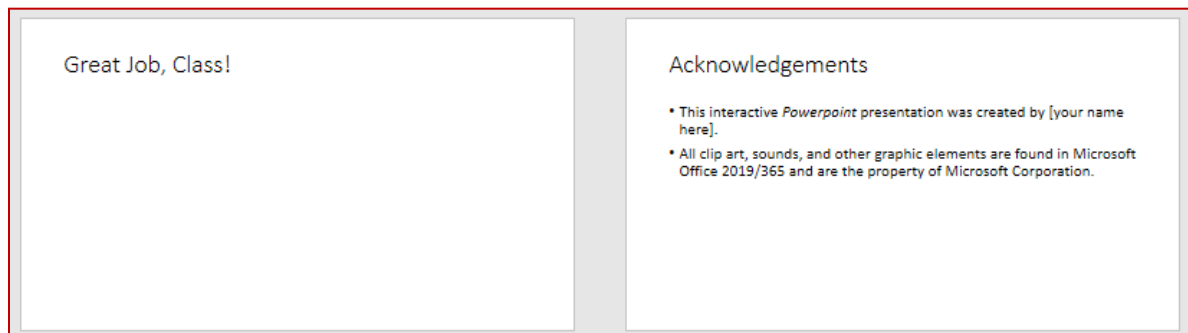 Great Job, Class!
Acknowledgements
• This interactive Powerpoint presentation was created by [your name
here].
• All clip art, sounds, and other graphic elements are found in Microsoft
Office 2019/365 and are the property of Microsoft Corporation.